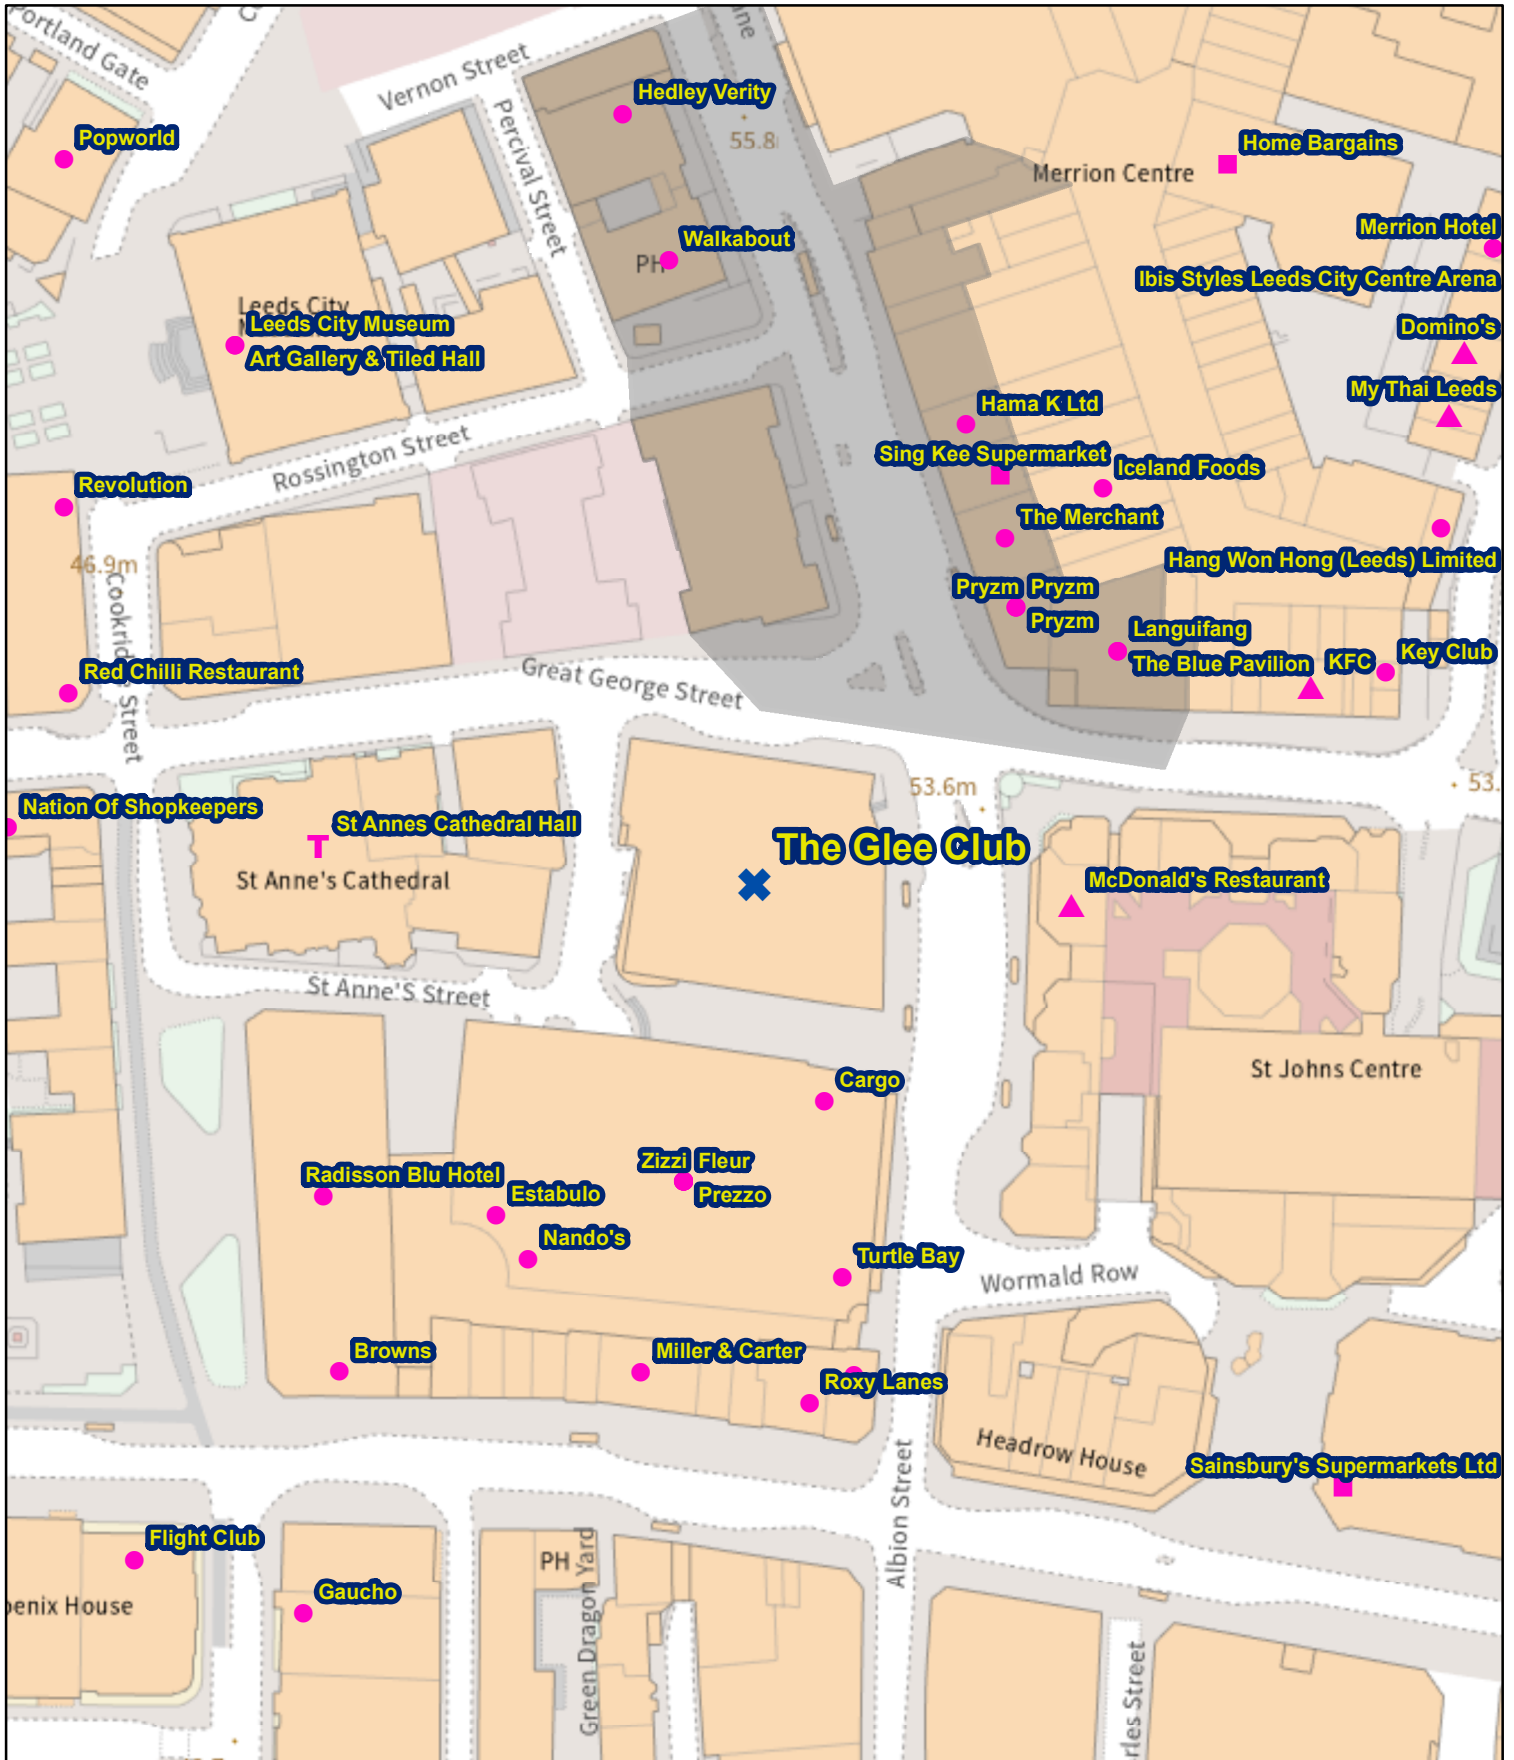 Portland Gate
Vernon Street
Percival Street
Hedley Verity
55.8
Popworld
Merrion Centre
Home Bargains
Walkabout
PH
Merrion Hotel
Ibis Styles Leeds City Centre Arena
Leeds City
Leeds City Museum
Art Gallery & Tiled Hall
Domino's
My Thai Leeds
Hama K Ltd
Rossington Street
Sing Kee Supermarket
Iceland Foods
Revolution
The Merchant
46.9m
Hang Won Hong (Leeds) Limited
Pryzm Pryzm
Pryzm
Languifang
The Blue Pavilion
KFC
Key Club
Red Chilli Restaurant
Street
Great George Street
53.6m
53.
Nation Of Shopkeepers
St Annes Cathedral Hall
St Anne's Cathedral
The Glee Club
McDonald's Restaurant
St Anne'S Street
St Johns Centre
Cargo
Zizzi Fleur
Prezzo
Radisson Blu Hotel
Estabulo
Nando's
Turtle Bay
Wormald Row
Browns
Miller & Carter
Roxy Lanes
Headrow House
Albion Street
Sainsbury's Supermarkets Ltd
Flight Club
PH
Green Dragon Yard
Gaucho
oenix House
rles Street